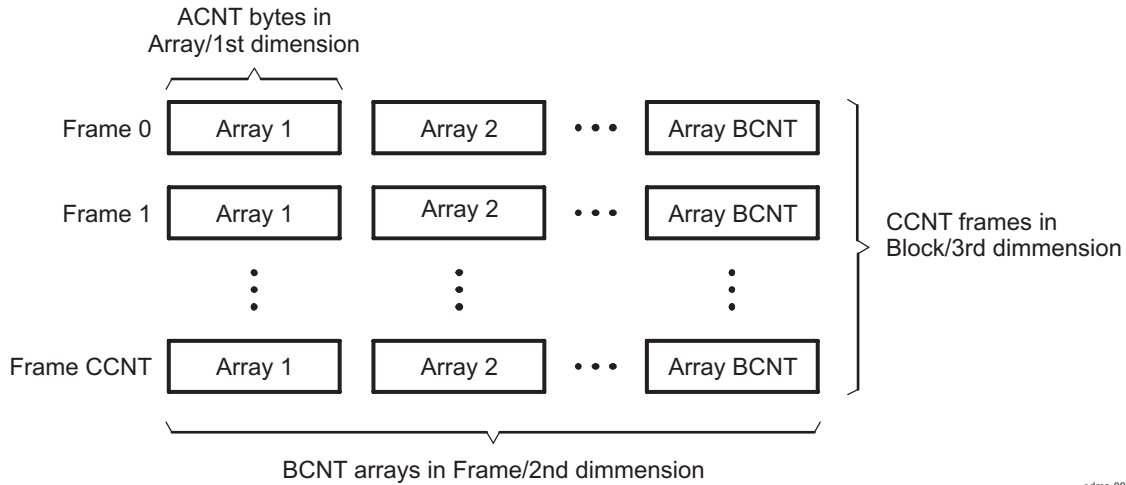 ACNT bytes in
Array/1st dimension
Frame 0 Array 1 Array 2 Array BCNT
Frame 1 Array 1 Array 2 Array BCNT
CCNT frames in
Block/3rd dimmension
Frame CCNT Array 1 Array 2 Array BCNT
BCNT arrays in Frame/2nd dimmension